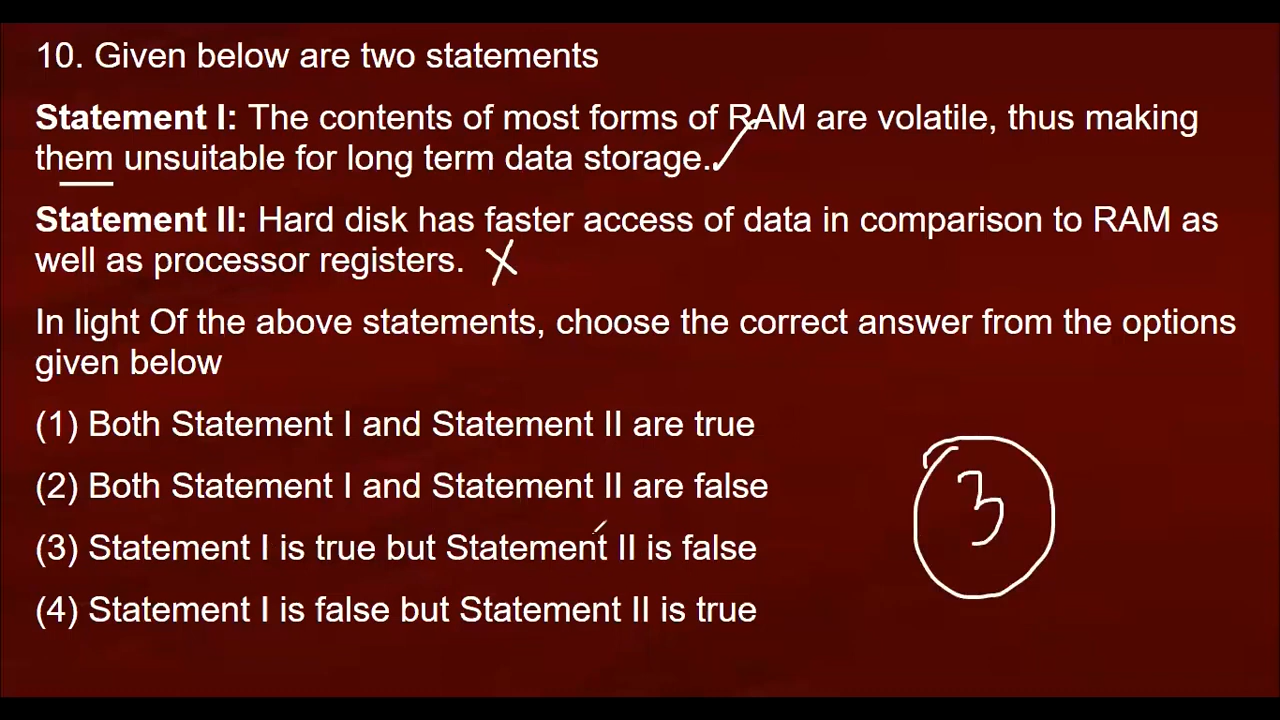 10. Given below are two statements
Statement I: The contents of most forms of RAM are volatile, thus making
them unsuitable for long term data storage.
Statement II: Hard disk has faster access of data in comparison to RAM as
well as processor registers.
In light Of the above statements, choose the correct answer from the options
given below
(1) Both Statement I and Statement II are true
(2) Both Statement I and Statement II are false
3
(3) Statement I is true but Statement II is false
(4) Statement I is false but Statement II is true